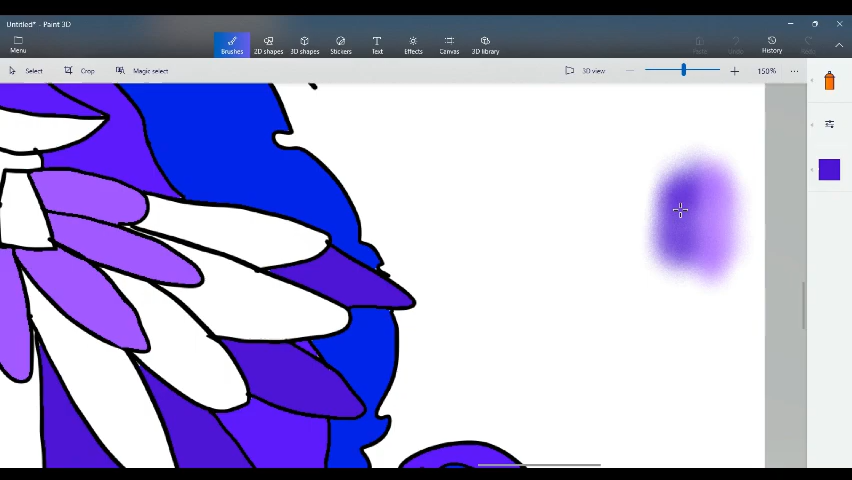 Untitled* - Paint 3D
Menu
Brushes 2D shapes 3D shapes Stickers Text Effects Canvas 3D library Paste Undo History Redo
Select Crop Magic select 3D view 150%